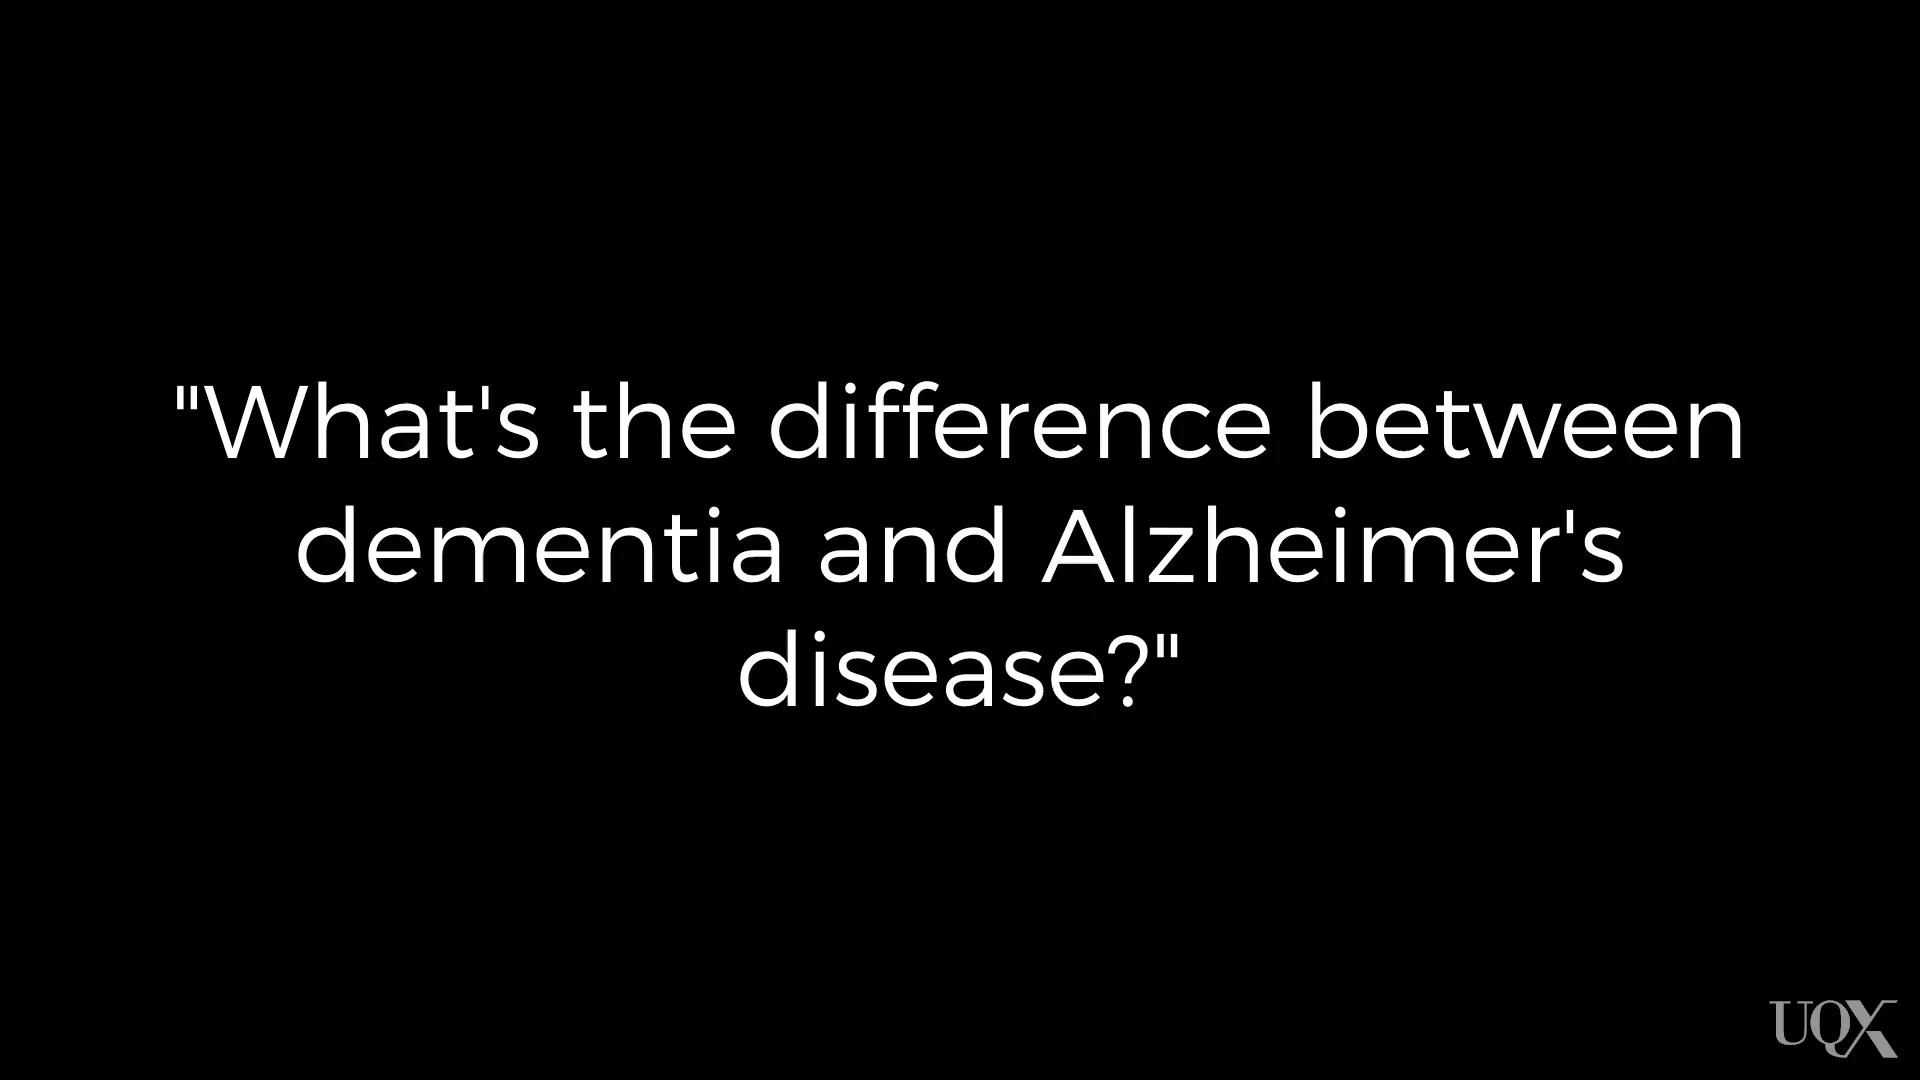 "What's the difference between
dementia and Alzheimer's
disease?"
UQX